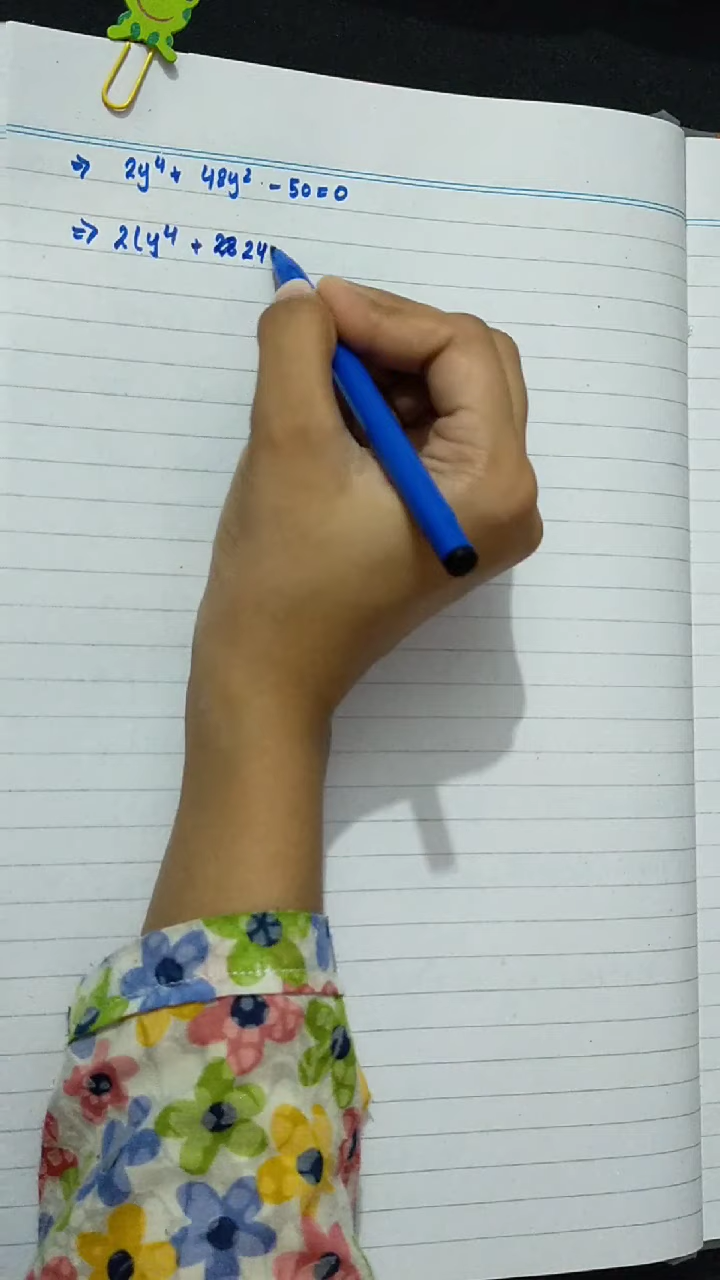 ⇒ 2y⁴ + 48y² - 50 = 0
⇒ 2(y⁴ + 24